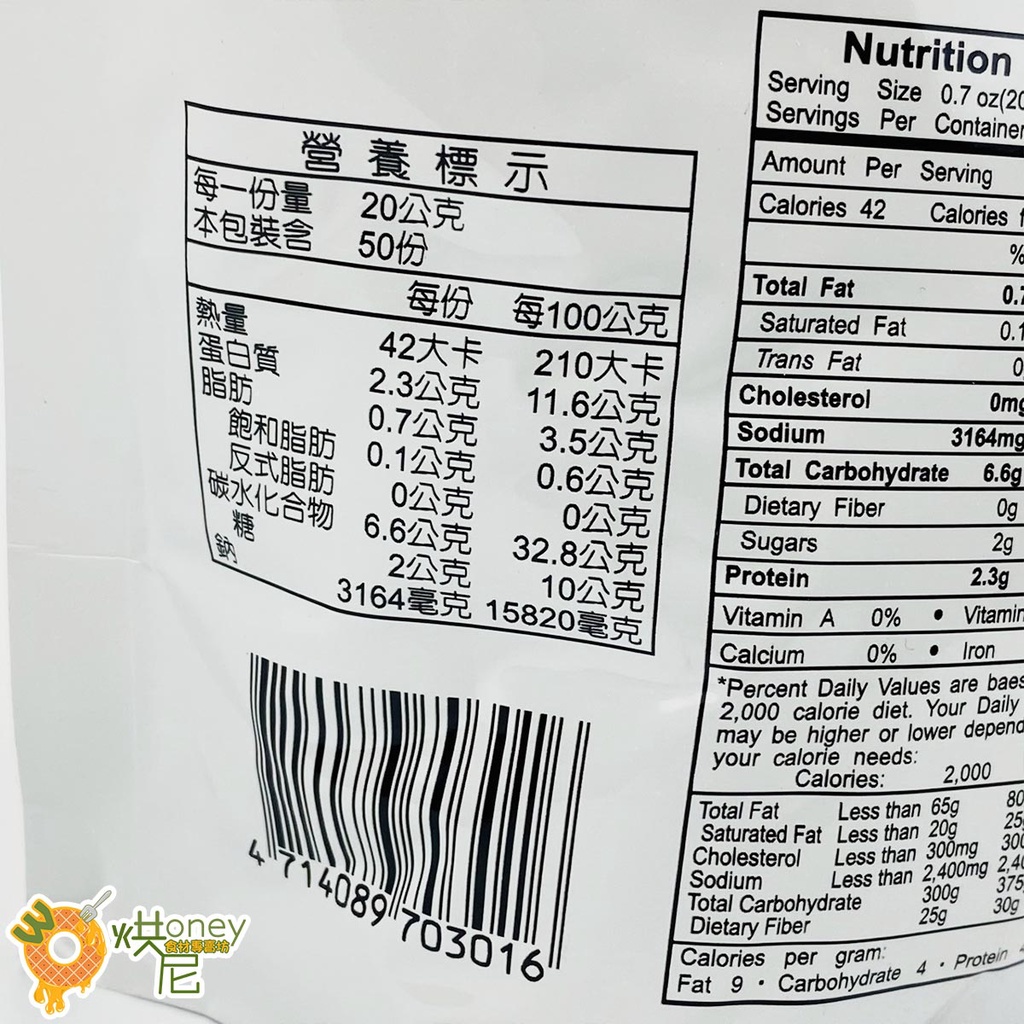 營養標示
每一份量 20公克
本包裝含 50份
每份 每100公克
熱量 42大卡 210大卡
蛋白質 2.3公克 11.6公克
脂肪 0.7公克 3.5公克
飽和脂肪 0.1公克 0.6公克
反式脂肪 0公克 0公克
碳水化合物 6.6公克 32.8公克
糖 2公克 10公克
鈉 3164毫克 15820毫克
4 714089 703016
Nutrition
Serving Size 0.7 oz(20
Servings Per Container
Amount Per Serving
Calories 42 Calories f
%
Total Fat 0.7
Saturated Fat 0.1
Trans Fat 0
Cholesterol 0mg
Sodium 3164mg
Total Carbohydrate 6.6g
Dietary Fiber 0g
Sugars 2g
Protein 2.3g
Vitamin A 0% • Vitamin
Calcium 0% • Iron
*Percent Daily Values are baes
2,000 calorie diet. Your Daily
may be higher or lower depend
your calorie needs:
Calories: 2,000
Total Fat Less than 65g 80
Saturated Fat Less than 20g 25
Cholesterol Less than 300mg 300
Sodium Less than 2,400mg 2,40
Total Carbohydrate 300g 375
Dietary Fiber 25g 30g
Calories per gram:
Fat 9 • Carbohydrate 4 • Protein
烘oney
食材專賣坊
尼